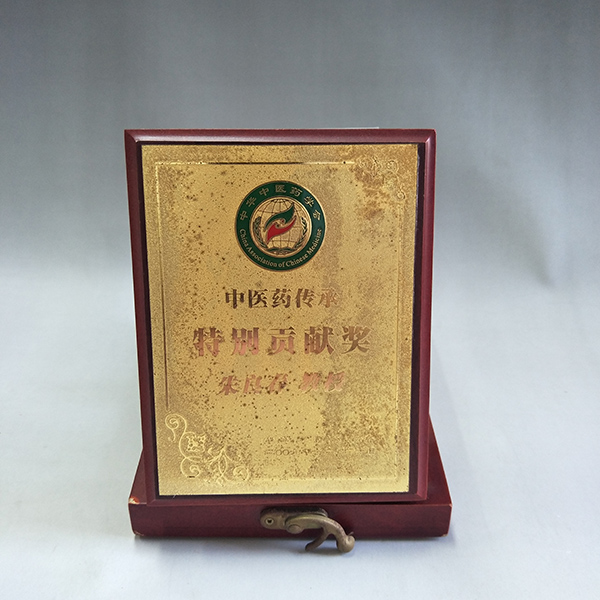 中华中医药学会
China Association of Chinese Medicine
中医药传承
特别贡献奖
朱良春 教授